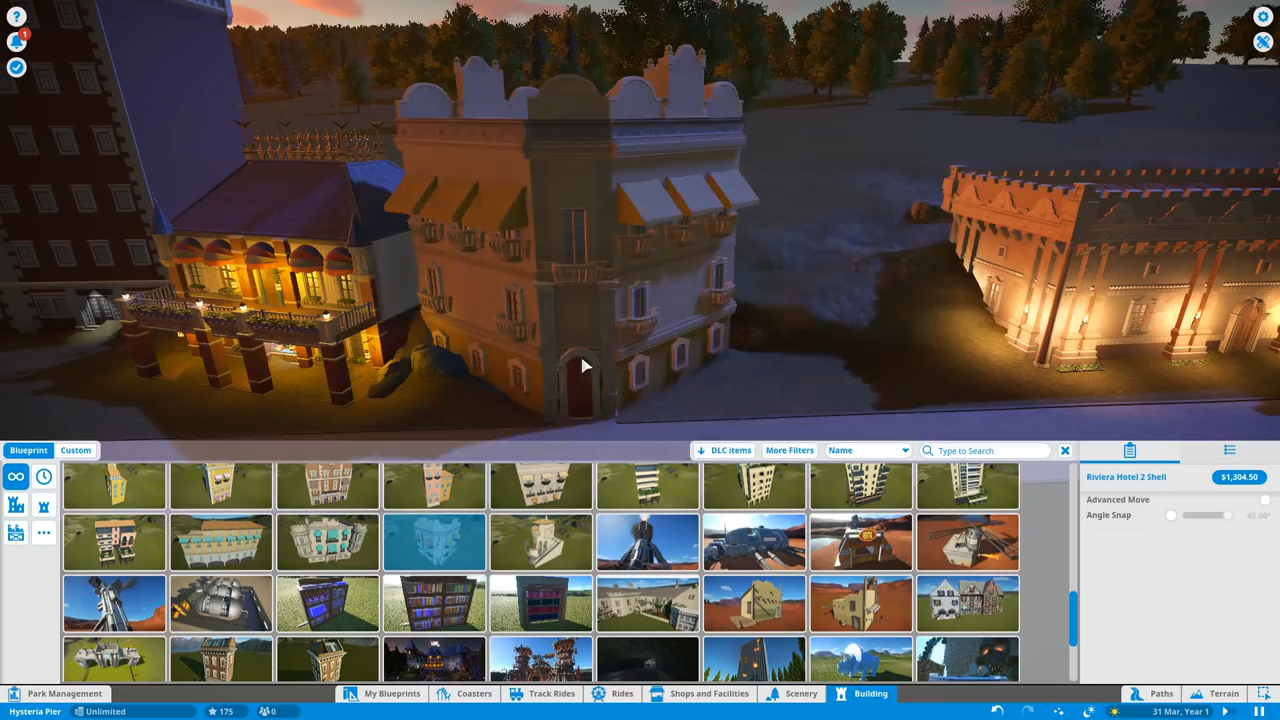 ?
1
Blueprint
Custom
DLC items
More Filters
Name
Type to Search
Riviera Hotel 2 Shell
$1,304.50
Advanced Move
Angle Snap
45.00°
Park Management
My Blueprints
Coasters
Track Rides
Rides
Shops and Facilities
Scenery
Building
Paths
Terrain
Hysteria Pier
Unlimited
175
0
31 Mar, Year 1